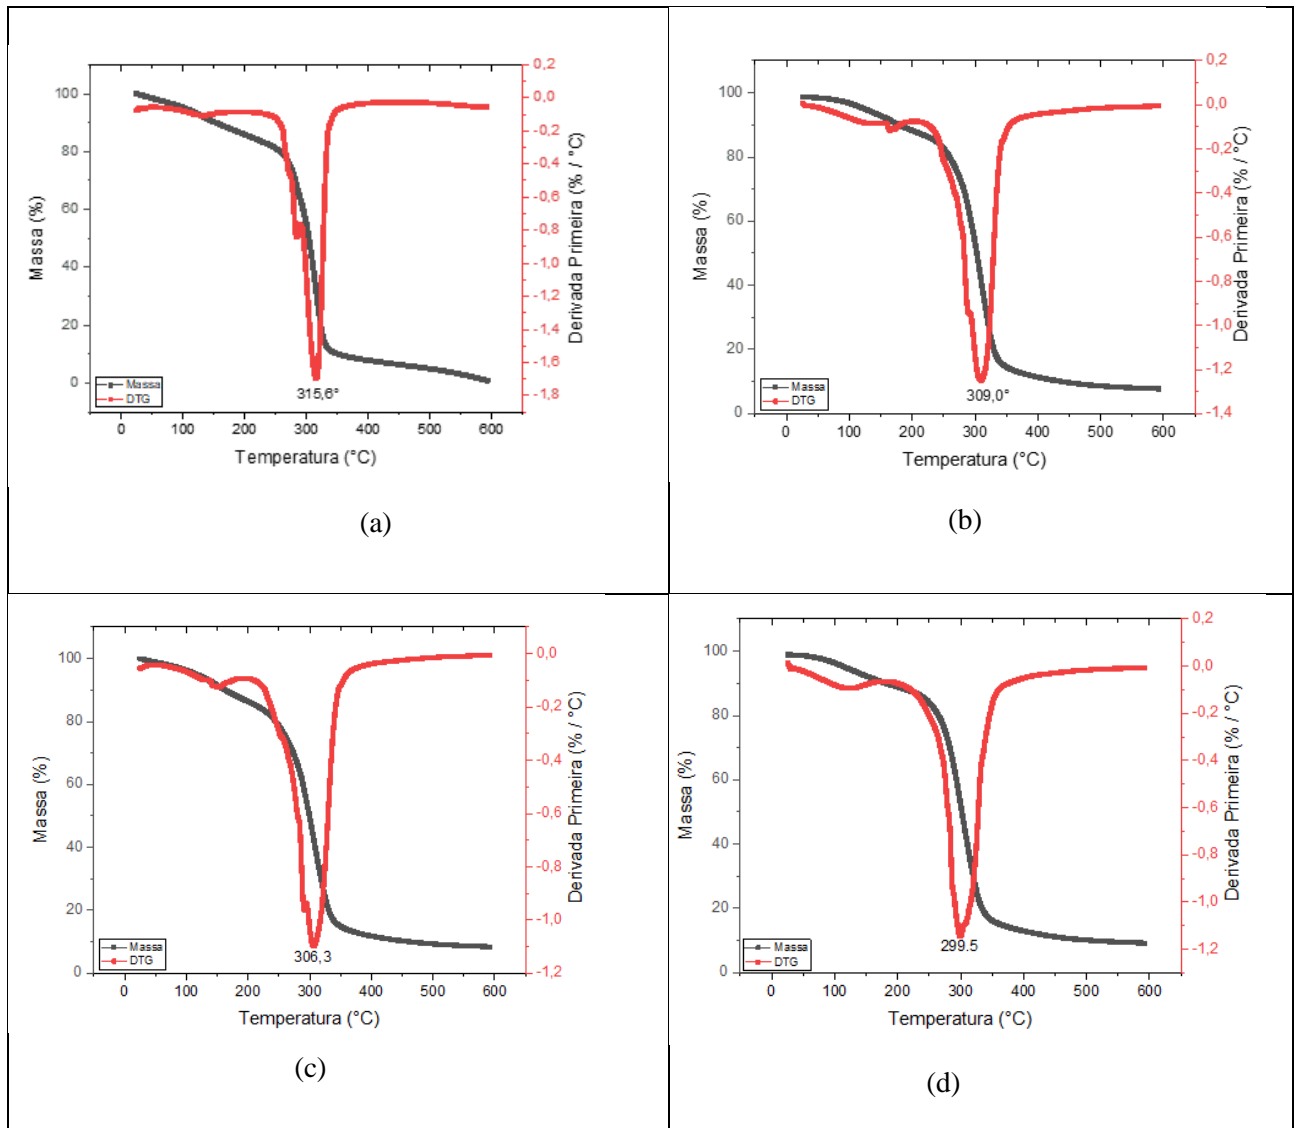 0,2
100
0,0
80
-0,2
-0,4
60
-0,6
-0,8
40
-1,0
-1,2
20
-1,4
-1,6
0
-1,8
Massa (%)
Derivada Primeira (% / °C)
Massa
DTG
315,6°
0 100 200 300 400 500 600
Temperatura (°C)
(a)
0,2
100
0,0
80
-0,2
-0,4
60
-0,6
40
-0,8
-1,0
20
-1,2
0
-1,4
Massa (%)
Derivada Primeira (% / °C)
Massa
DTG
309,0°
0 100 200 300 400 500 600
Temperatura (°C)
(b)
100
0,0
80
-0,2
60
-0,4
-0,6
40
-0,8
20
-1,0
0
-1,2
Massa (%)
Derivada Primeira (% / °C)
Massa
DTG
306,3
0 100 200 300 400 500 600
Temperatura (°C)
(c)
0,2
100
0,0
80
-0,2
60
-0,4
-0,6
40
-0,8
20
-1,0
0
-1,2
Massa (%)
Derivada Primeira (% / °C)
Massa
DTG
299.5
0 100 200 300 400 500 600
Temperatura (°C)
(d)